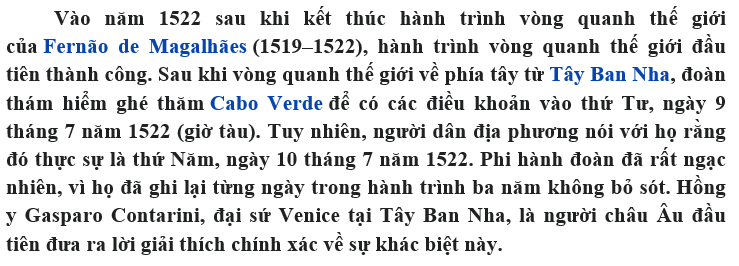 Vào năm 1522 sau khi kết thúc hành trình vòng quanh thế giới
của Fernão de Magalhães (1519–1522), hành trình vòng quanh thế giới đầu
tiên thành công. Sau khi vòng quanh thế giới về phía tây từ Tây Ban Nha, đoàn
thám hiểm ghé thăm Cabo Verde để có các điều khoản vào thứ Tư, ngày 9
tháng 7 năm 1522 (giờ tàu). Tuy nhiên, người dân địa phương nói với họ rằng
đó thực sự là thứ Năm, ngày 10 tháng 7 năm 1522. Phi hành đoàn đã rất ngạc
nhiên, vì họ đã ghi lại từng ngày trong hành trình ba năm không bỏ sót. Hồng
y Gasparo Contarini, đại sứ Venice tại Tây Ban Nha, là người châu Âu đầu
tiên đưa ra lời giải thích chính xác về sự khác biệt này.